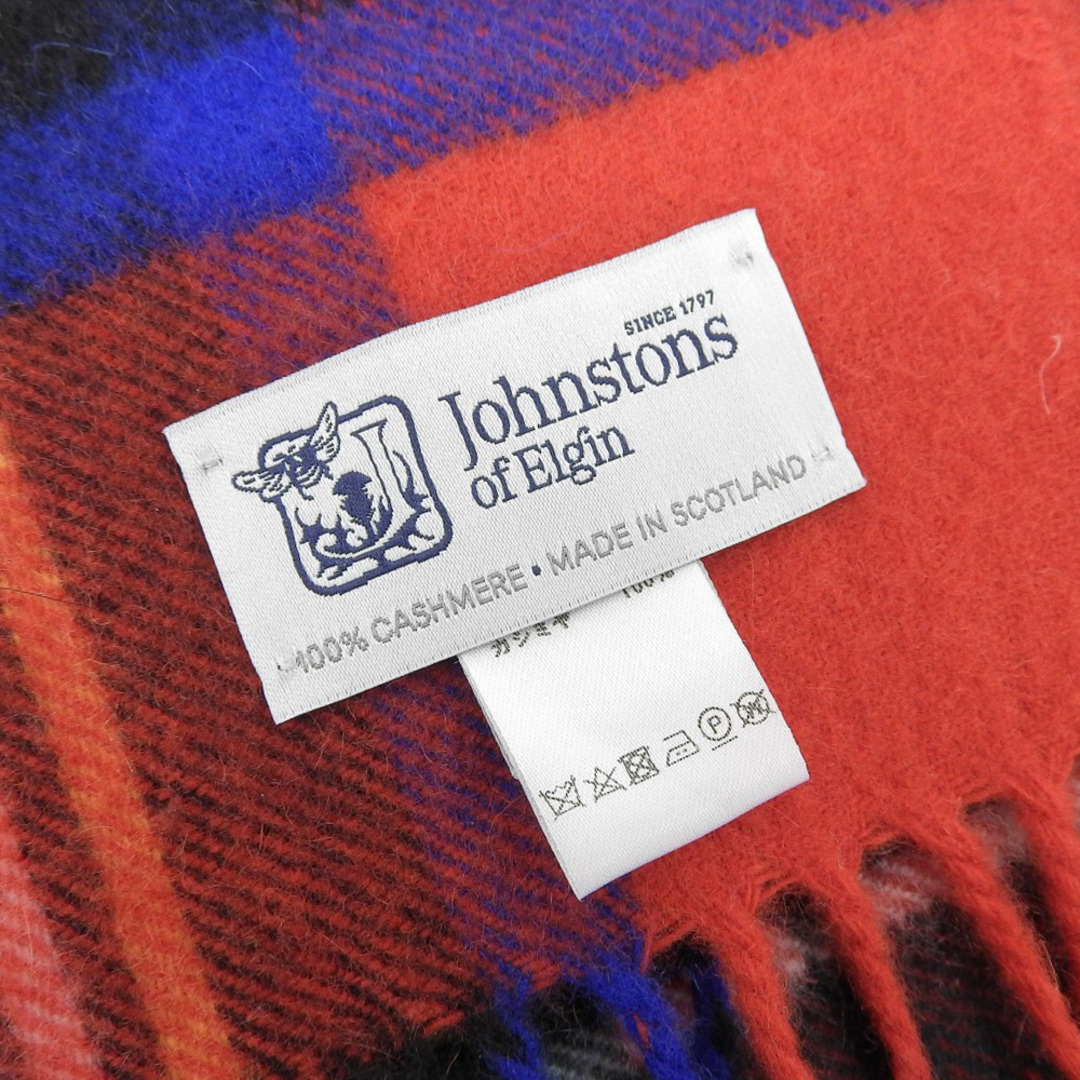 SINCE 1797
Johnstons
of Elgin
100% CASHMERE • MADE IN SCOTLAND
カシミヤ 100%
P